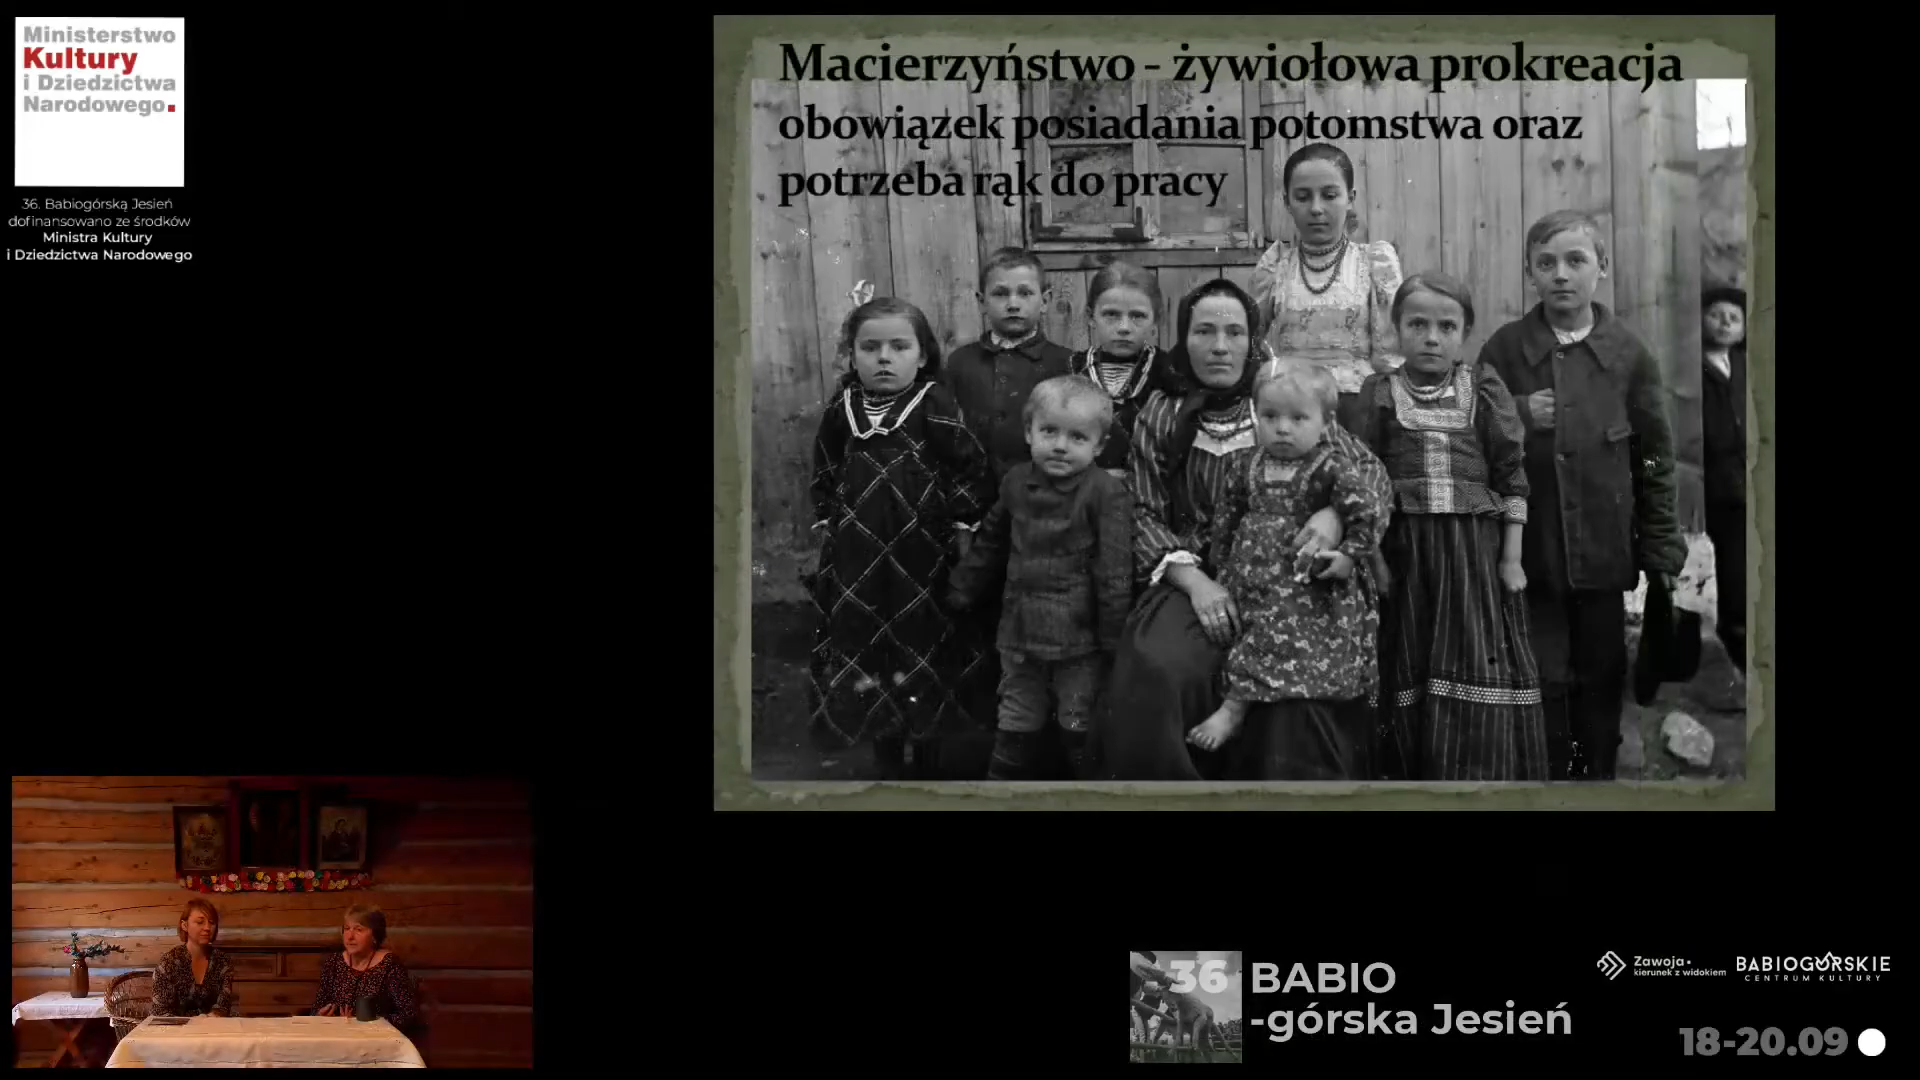 Ministerstwo
Kultury
i Dziedzictwa
Narodowego.
36. Babiogórską Jesień
dofinansowano ze środków
Ministra Kultury
i Dziedzictwa Narodowego
Macierzyństwo - żywiołowa prokreacja
obowiązek posiadania potomstwa oraz
potrzeba rąk do pracy
36 BABIO
-górska Jesień
Zawoja
kierunek z widokiem
BABIOGÓRSKIE
CENTRUM KULTURY
18-20.09